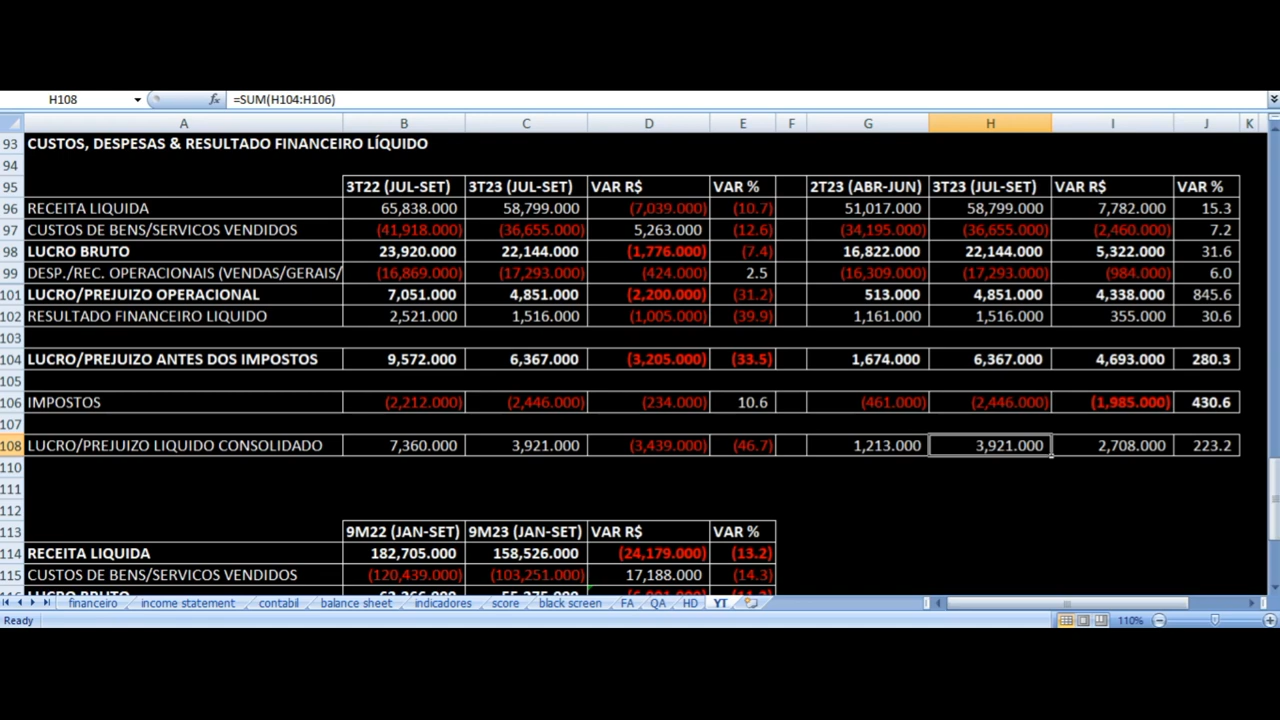 H108 fx =SUM(H104:H106)
A B C D E F G H I J K
93 CUSTOS, DESPESAS & RESULTADO FINANCEIRO LÍQUIDO
94
95 3T22 (JUL-SET) 3T23 (JUL-SET) VAR R$ VAR % 2T23 (ABR-JUN) 3T23 (JUL-SET) VAR R$ VAR %
96 RECEITA LIQUIDA 65,838.000 58,799.000 (7,039.000) (10.7) 51,017.000 58,799.000 7,782.000 15.3
97 CUSTOS DE BENS/SERVICOS VENDIDOS (41,918.000) (36,655.000) 5,263.000 (12.6) (34,195.000) (36,655.000) (2,460.000) 7.2
98 LUCRO BRUTO 23,920.000 22,144.000 (1,776.000) (7.4) 16,822.000 22,144.000 5,322.000 31.6
99 DESP./REC. OPERACIONAIS (VENDAS/GERAIS/ (16,869.000) (17,293.000) (424.000) 2.5 (16,309.000) (17,293.000) (984.000) 6.0
101 LUCRO/PREJUIZO OPERACIONAL 7,051.000 4,851.000 (2,200.000) (31.2) 513.000 4,851.000 4,338.000 845.6
102 RESULTADO FINANCEIRO LIQUIDO 2,521.000 1,516.000 (1,005.000) (39.9) 1,161.000 1,516.000 355.000 30.6
103
104 LUCRO/PREJUIZO ANTES DOS IMPOSTOS 9,572.000 6,367.000 (3,205.000) (33.5) 1,674.000 6,367.000 4,693.000 280.3
105
106 IMPOSTOS (2,212.000) (2,446.000) (234.000) 10.6 (461.000) (2,446.000) (1,985.000) 430.6
107
108 LUCRO/PREJUIZO LIQUIDO CONSOLIDADO 7,360.000 3,921.000 (3,439.000) (46.7) 1,213.000 3,921.000 2,708.000 223.2
110
111
112
113 9M22 (JAN-SET) 9M23 (JAN-SET) VAR R$ VAR %
114 RECEITA LIQUIDA 182,705.000 158,526.000 (24,179.000) (13.2)
115 CUSTOS DE BENS/SERVICOS VENDIDOS (120,439.000) (103,251.000) 17,188.000 (14.3)
financeiro income statement contabil balance sheet indicadores score black screen FA QA HD YT
Ready 110%